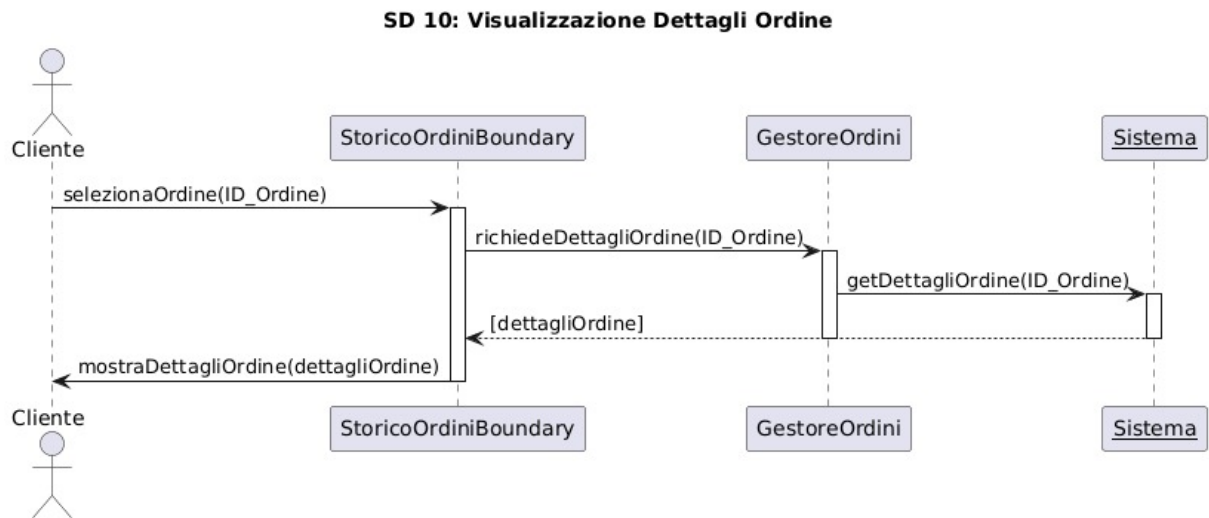 SD 10: Visualizzazione Dettagli Ordine
Cliente
StoricoOrdiniBoundary
GestoreOrdini
Sistema
selezionaOrdine(ID_Ordine)
richiedeDettagliOrdine(ID_Ordine)
getDettagliOrdine(ID_Ordine)
[dettagliOrdine]
mostraDettagliOrdine(dettagliOrdine)
Cliente
StoricoOrdiniBoundary
GestoreOrdini
Sistema